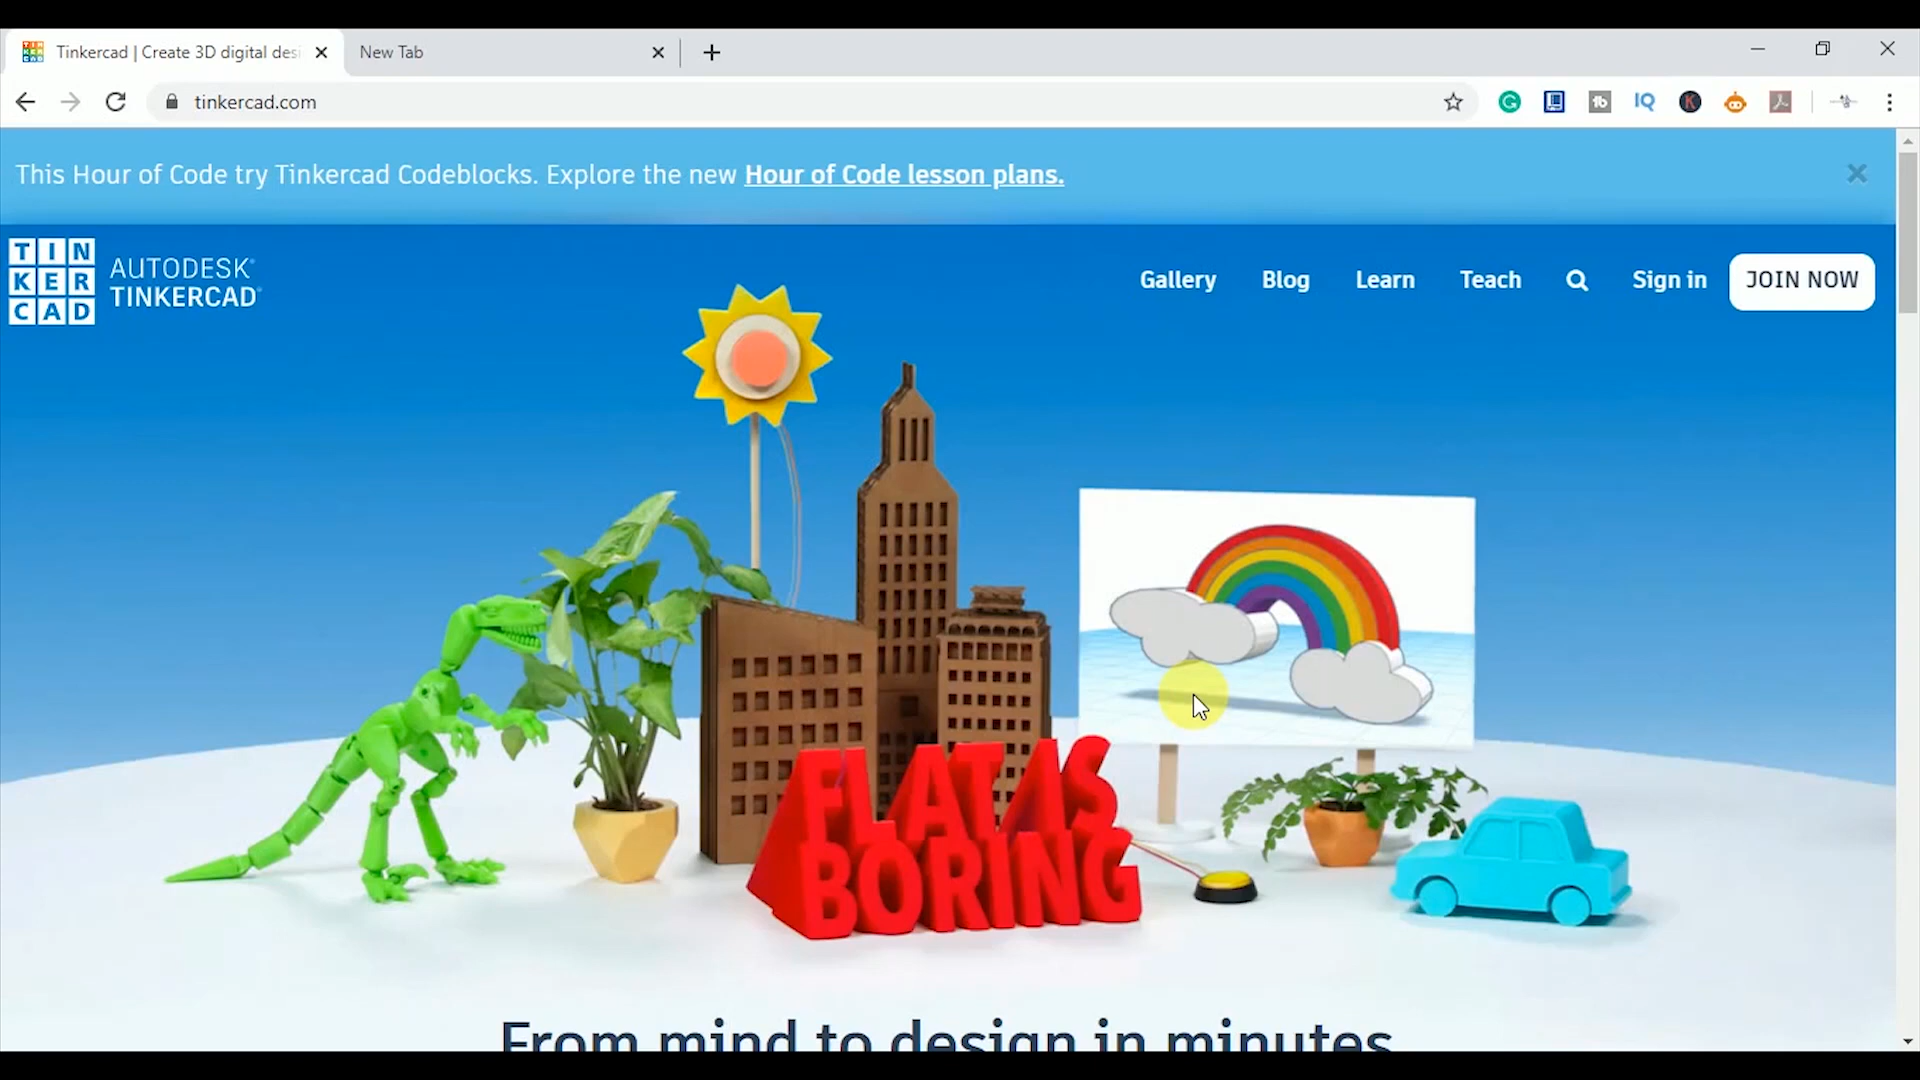 Tinkercad | Create 3D digital desi
New Tab
tinkercad.com
This Hour of Code try Tinkercad Codeblocks. Explore the new Hour of Code lesson plans.
TIN
KER
CAD
AUTODESK®
TINKERCAD®
Gallery
Blog
Learn
Teach
Sign in
JOIN NOW
FLAT IS
BORING
From mind to design in minutes